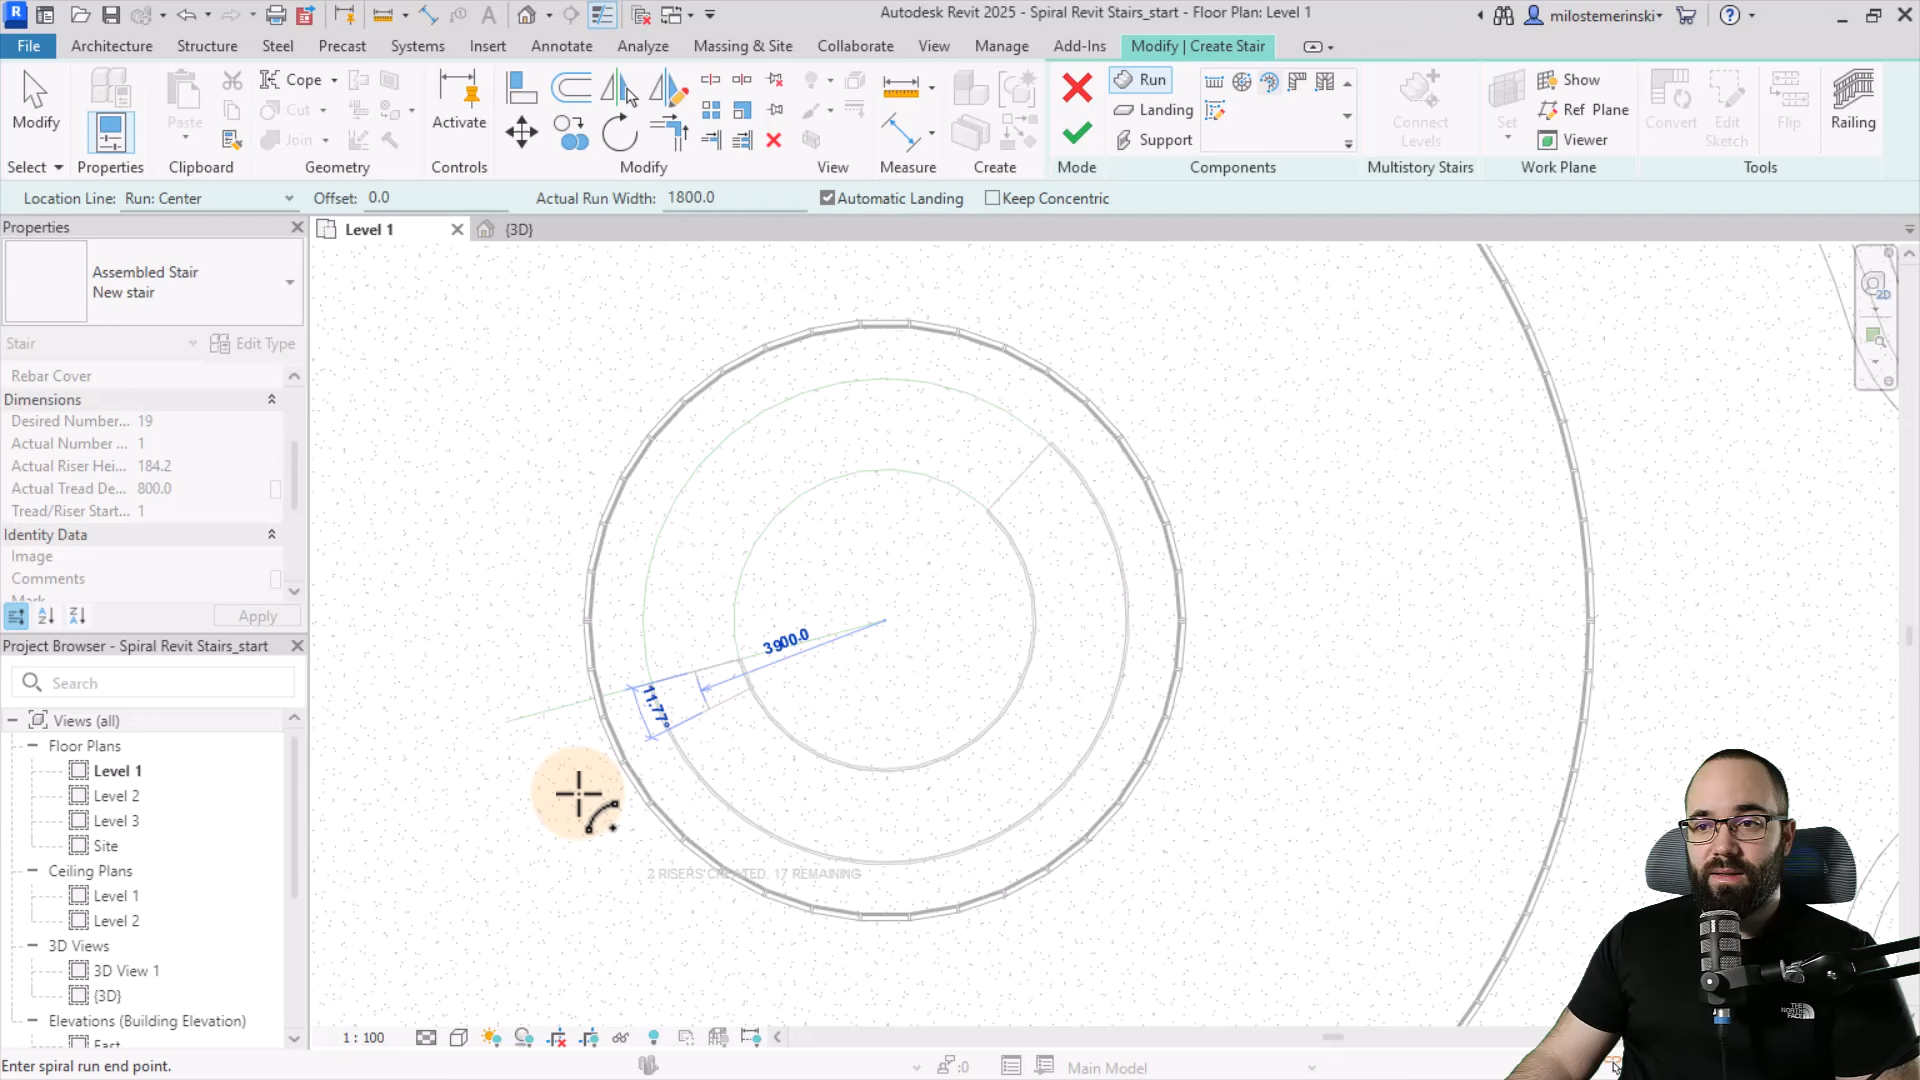 Autodesk Revit 2025 - Spiral Revit Stairs_start - Floor Plan: Level 1
milostemerinski
File
Architecture
Structure
Steel
Precast
Systems
Insert
Annotate
Analyze
Massing & Site
Collaborate
View
Manage
Add-Ins
Modify | Create Stair
Modify
Select
Properties
Paste
Clipboard
Cope
Cut
Join
Geometry
Activate
Controls
Modify
View
Measure
Create
Mode
Run
Landing
Support
Components
Connect
Levels
Multistory Stairs
Set
Show
Ref Plane
Viewer
Work Plane
Convert
Edit
Sketch
Flip
Railing
Tools
Location Line: Run: Center
Offset: 0.0
Actual Run Width: 1800.0
Automatic Landing
Keep Concentric
Properties
Assembled Stair
New stair
Stair
Edit Type
Rebar Cover
Dimensions
Desired Number... 19
Actual Number ... 1
Actual Riser Hei... 184.2
Actual Tread De... 800.0
Tread/Riser Start... 1
Identity Data
Image
Comments
Mark
Apply
Project Browser - Spiral Revit Stairs_start
Search
Views (all)
Floor Plans
Level 1
Level 2
Level 3
Site
Ceiling Plans
Level 1
Level 2
3D Views
3D View 1
{3D}
Elevations (Building Elevation)
East
Level 1
{3D}
2D
3900.0
11.77°
2 RISERS CREATED, 17 REMAINING
1 : 100
Enter spiral run end point.
:0
Main Model
THE
NORTH
FACE